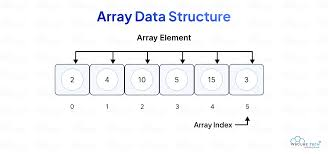 Array Data Structure
Array Element
2 4 10 5 15 3
0 1 2 3 4 5
Array Index